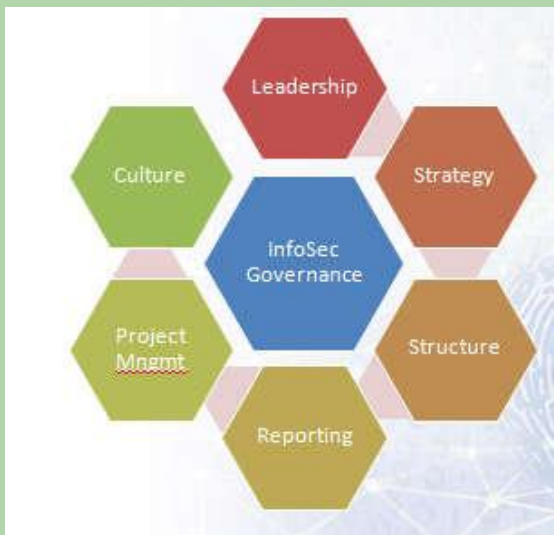 Leadership
Culture
Strategy
InfoSec
Governance
Project
Mngmt
Structure
Reporting